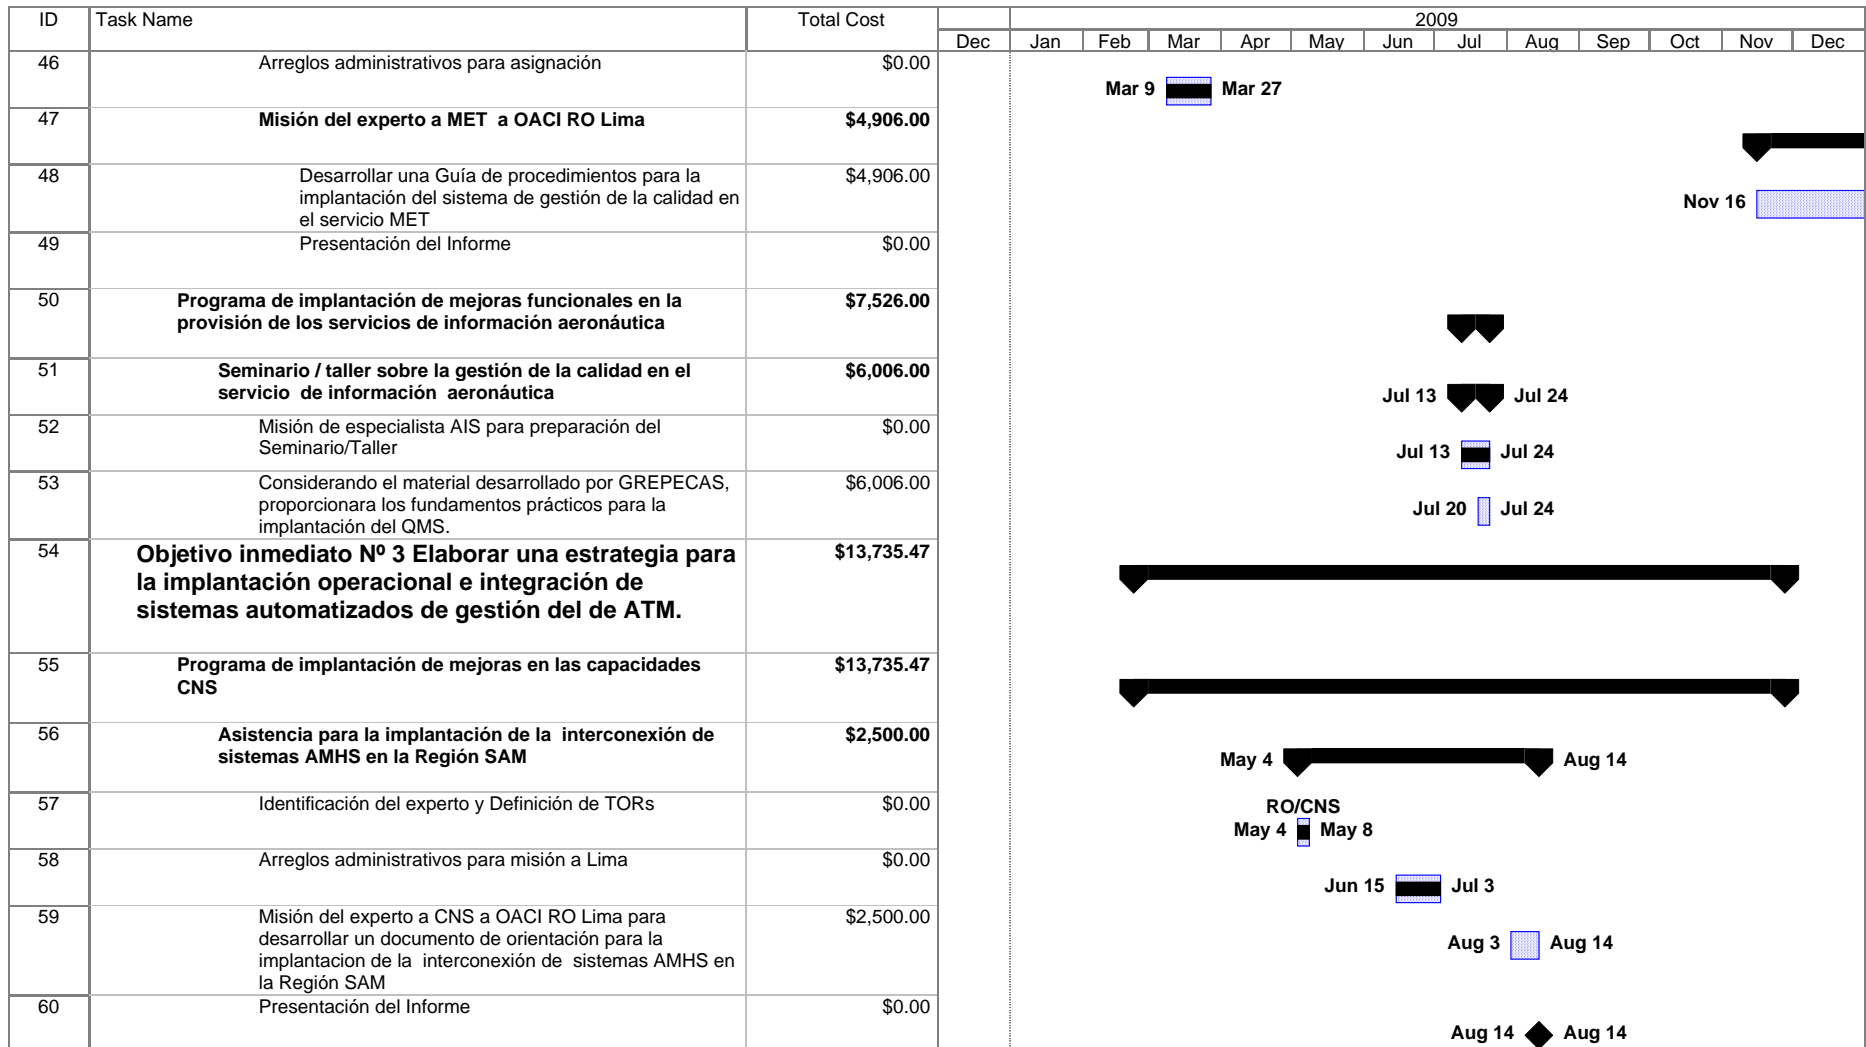 ID Task Name Total Cost 2009
Dec Jan Feb Mar Apr May Jun Jul Aug Sep Oct Nov Dec
46 Arreglos administrativos para asignación $0.00
Mar 9 Mar 27
47 Misión del experto a MET a OACI RO Lima $4,906.00
48 Desarrollar una Guía de procedimientos para la $4,906.00
implantación del sistema de gestión de la calidad en
el servicio MET
Nov 16
49 Presentación del Informe $0.00
50 Programa de implantación de mejoras funcionales en la $7,526.00
provisión de los servicios de información aeronáutica
51 Seminario / taller sobre la gestión de la calidad en el $6,006.00
servicio de información aeronáutica
Jul 13 Jul 24
52 Misión de especialista AIS para preparación del $0.00
Seminario/Taller
Jul 13 Jul 24
53 Considerando el material desarrollado por GREPECAS, $6,006.00
proporcionara los fundamentos prácticos para la
implantación del QMS.
Jul 20 Jul 24
54 Objetivo inmediato Nº 3 Elaborar una estrategia para $13,735.47
la implantación operacional e integración de
sistemas automatizados de gestión del de ATM.
55 Programa de implantación de mejoras en las capacidades $13,735.47
CNS
56 Asistencia para la implantación de la interconexión de $2,500.00
sistemas AMHS en la Región SAM
May 4 Aug 14
57 Identificación del experto y Definición de TORs $0.00
RO/CNS
May 4 May 8
58 Arreglos administrativos para misión a Lima $0.00
Jun 15 Jul 3
59 Misión del experto a CNS a OACI RO Lima para $2,500.00
desarrollar un documento de orientación para la
implantacion de la interconexión de sistemas AMHS en
la Región SAM
Aug 3 Aug 14
60 Presentación del Informe $0.00
Aug 14 Aug 14